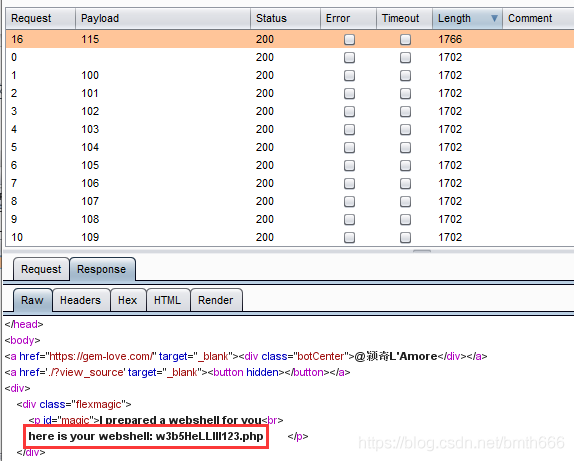 Request Payload Status Error Timeout Length Comment
16 115 200 1766
0 200 1702
1 100 200 1702
2 101 200 1702
3 102 200 1702
4 103 200 1702
5 104 200 1702
6 105 200 1702
7 106 200 1702
8 107 200 1702
9 108 200 1702
10 109 200 1702
Request Response
Raw Headers Hex HTML Render
</head>
<body>
<a href="https://gem-love.com/" target="_blank"><div class="botCenter">@颖奇L'Amore</div></a>
<a href='./?view_source' target="_blank"><button hidden></button></a>
<div>
<div class="flexmagic">
<p id="magic">I prepared a webshell for you<br>
here is your webshell: w3b5HeLLlll123.php </p>
</div>
https://blog.csdn.net/bmth666